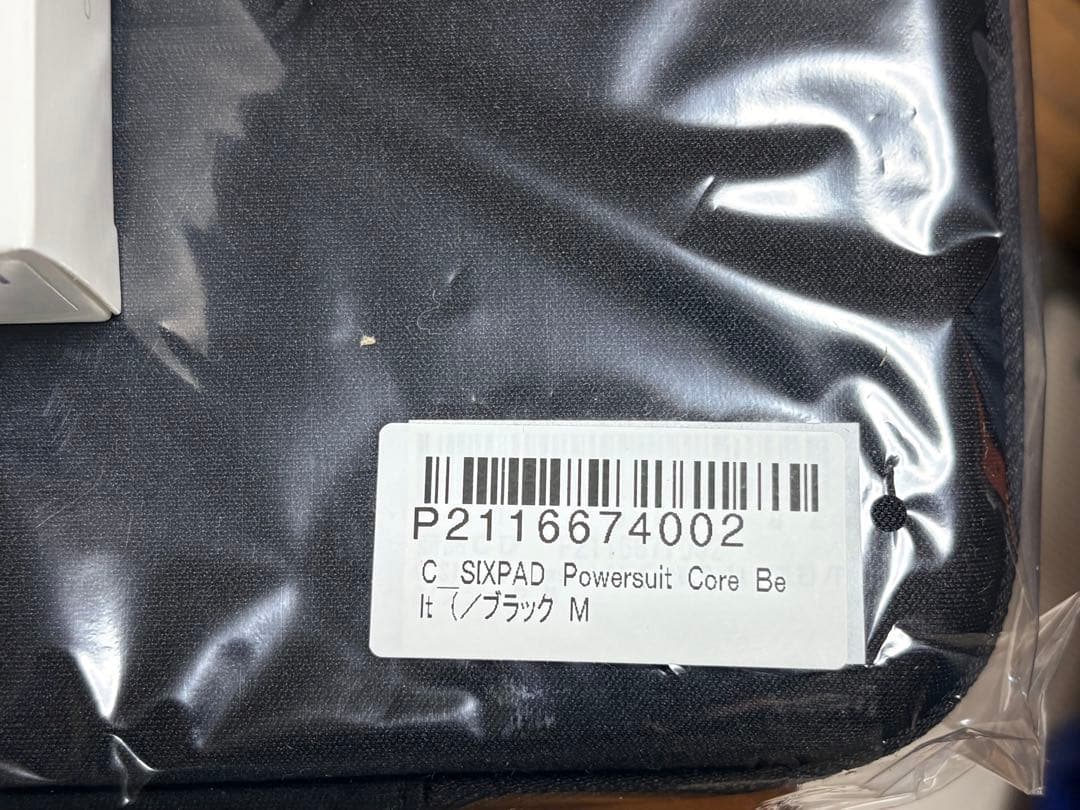 P2116674002
C_SIXPAD Powersuit Core Be
lt (／ブラック M